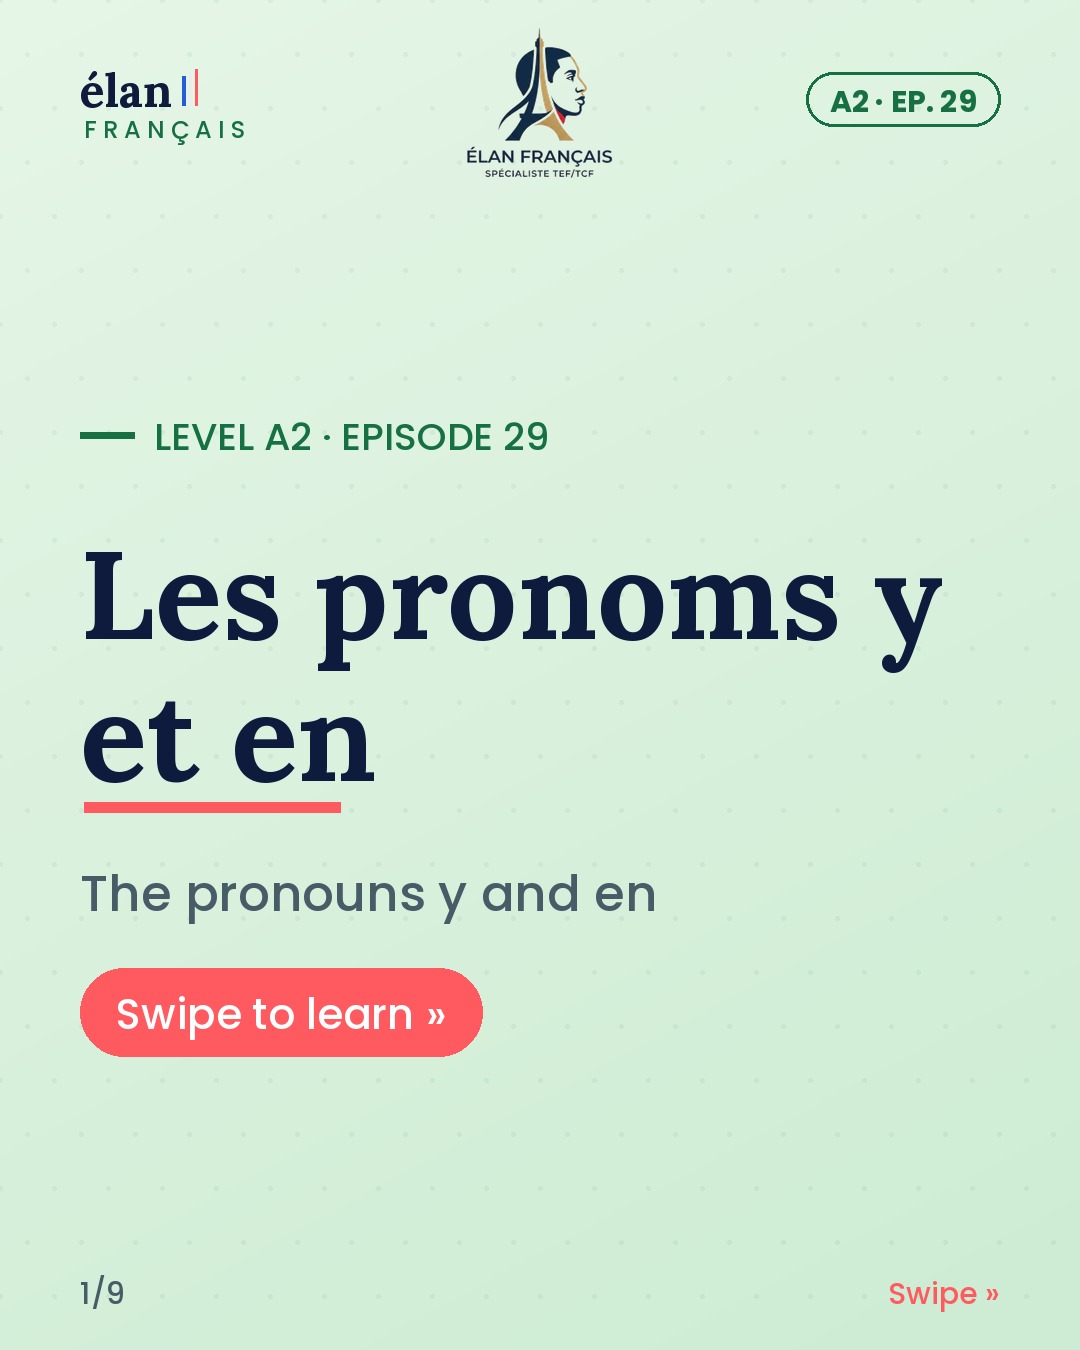 élan
FRANÇAIS
ÉLAN FRANÇAIS
SPÉCIALISTE TEF/TCF
A2 · EP. 29
LEVEL A2 · EPISODE 29
Les pronoms y
et en
The pronouns y and en
Swipe to learn »
1/9
Swipe »